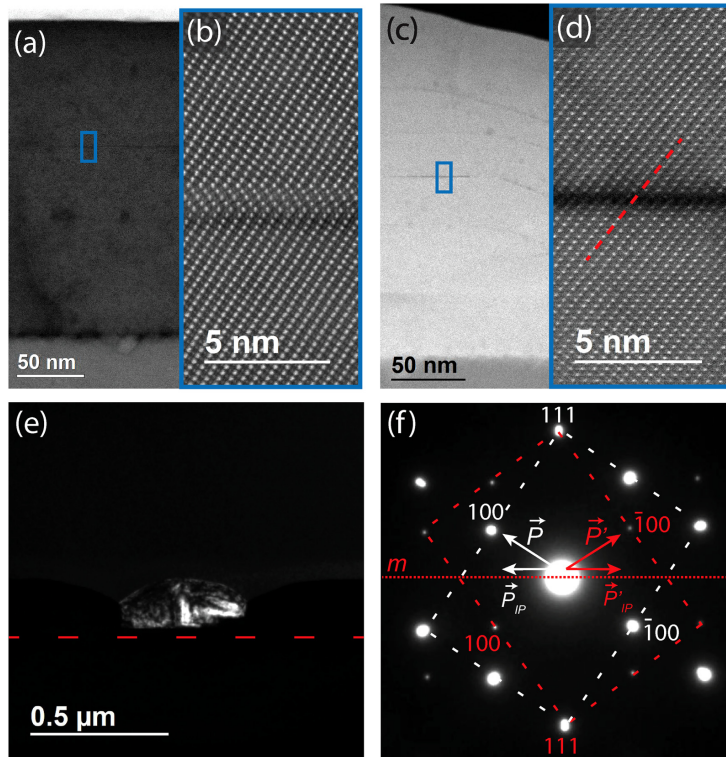 (a)
50 nm
(b)
5 nm
(c)
50 nm
(d)
5 nm
(e)
0.5 µm
(f)
111
100
P⃗
P⃗'
1̄00
m
P⃗_IP
P⃗'_IP
100
1̄00
111